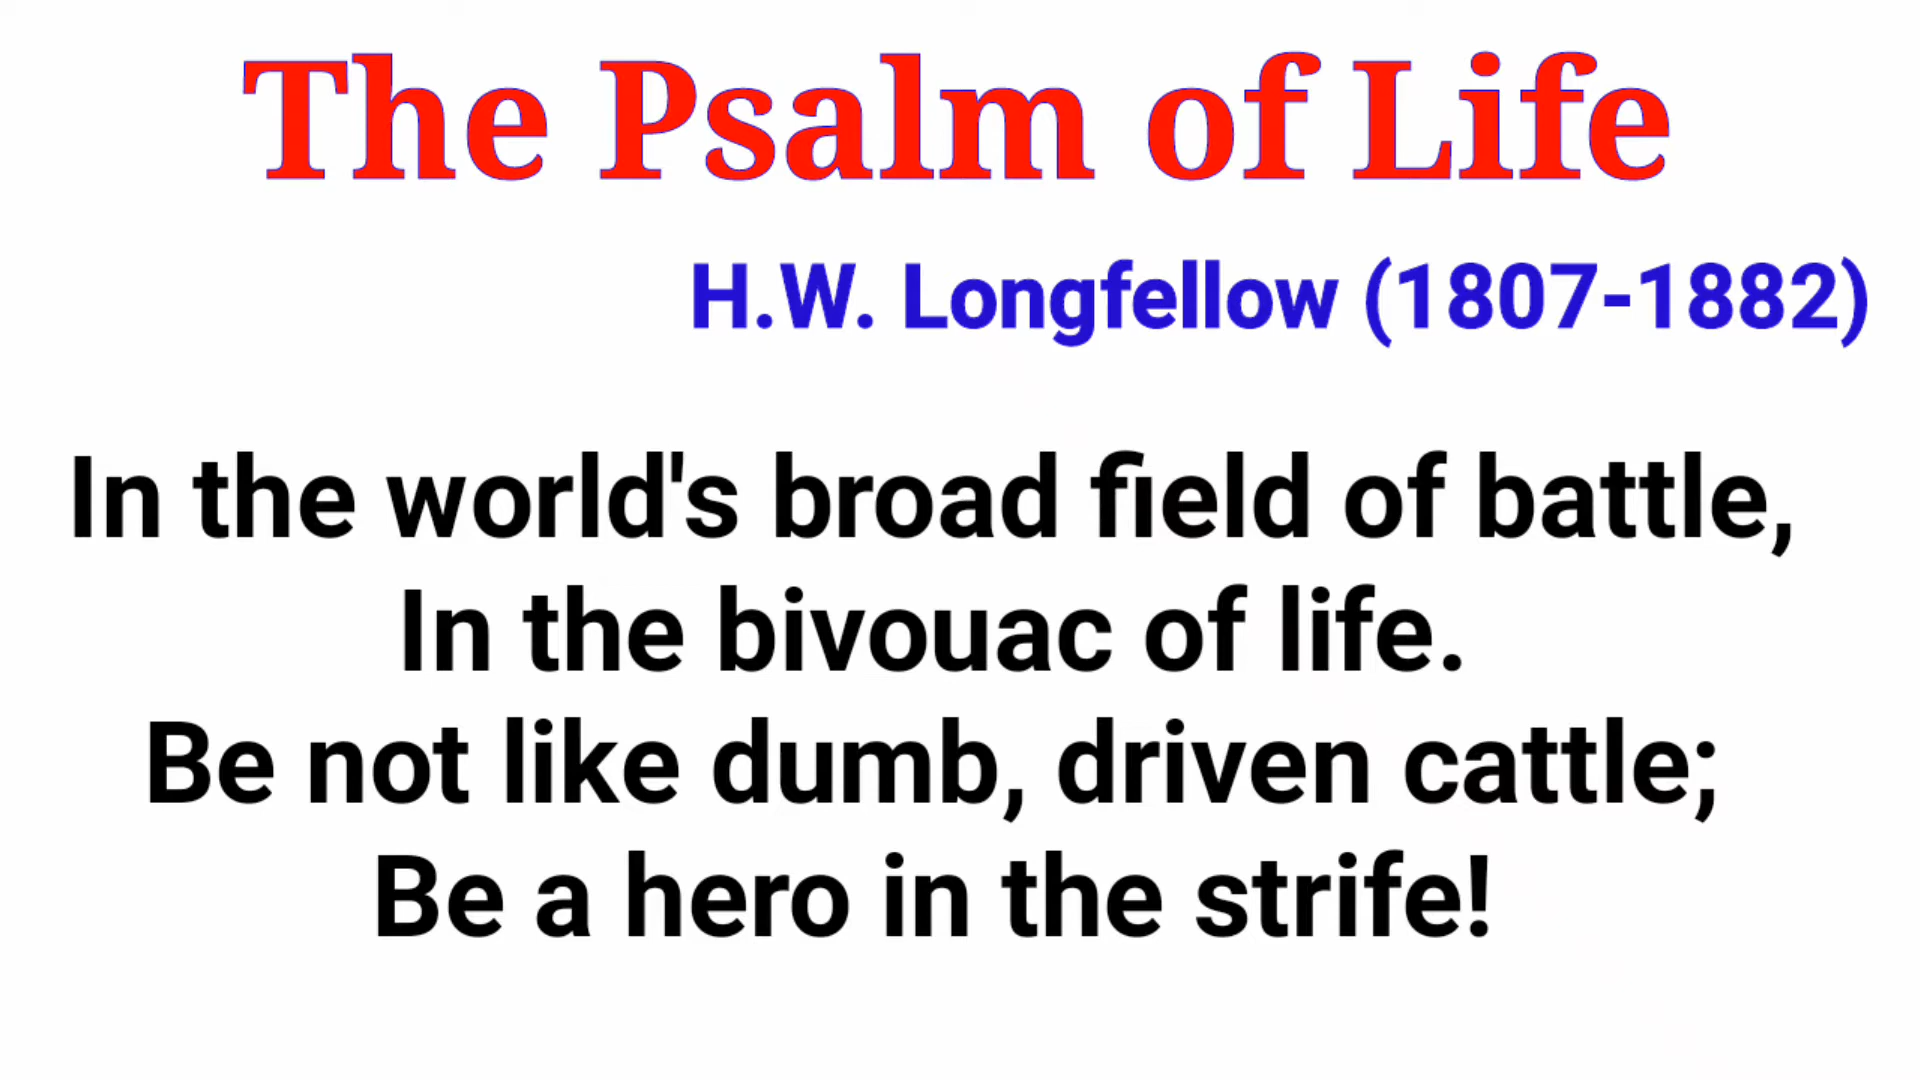 The Psalm of Life
H.W. Longfellow (1807-1882)
In the world's broad field of battle,
In the bivouac of life.
Be not like dumb, driven cattle;
Be a hero in the strife!